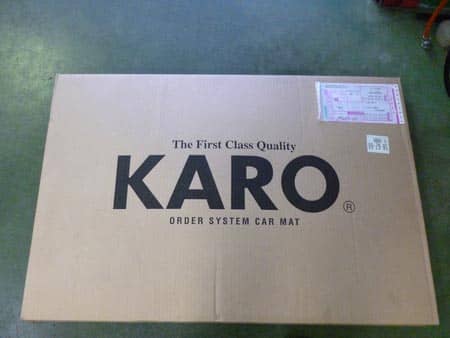 The First Class Quality
KARO®
ORDER SYSTEM CAR MAT